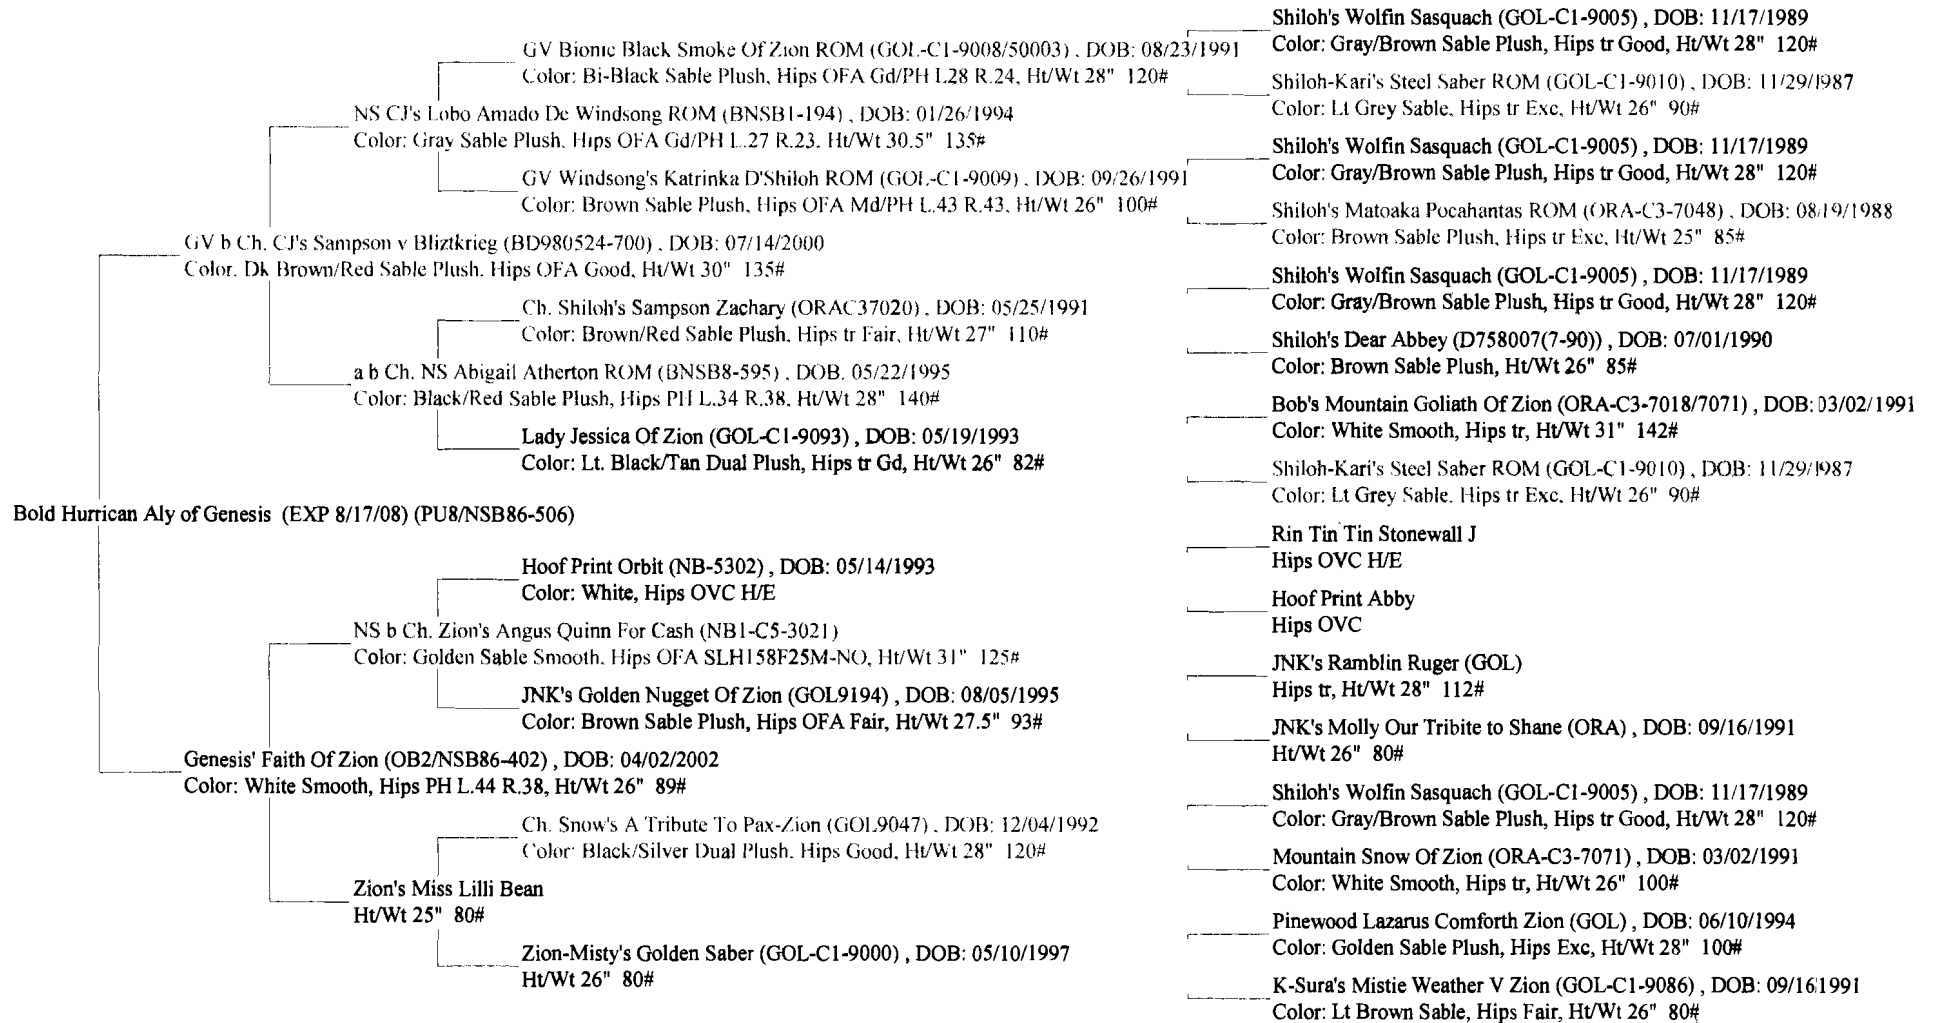 Shiloh's Wolfin Sasquach (GOL-C1-9005) , DOB: 11/17/1989
Color: Gray/Brown Sable Plush, Hips tr Good, Ht/Wt 28" 120#
GV Bionic Black Smoke Of Zion ROM (GOL-C1-9008/50003) , DOB: 08/23/1991
Color: Bi-Black Sable Plush, Hips OFA Gd/PH L28 R.24, Ht/Wt 28" 120#
Shiloh-Kari's Steel Saber ROM (GOL-C1-9010) , DOB: 11/29/1987
Color: Lt Grey Sable, Hips tr Exc, Ht/Wt 26" 90#
NS CJ's Lobo Amado De Windsong ROM (BNSB1-194) , DOB: 01/26/1994
Color: Gray Sable Plush, Hips OFA Gd/PH L.27 R.23, Ht/Wt 30.5" 135#
Shiloh's Wolfin Sasquach (GOL-C1-9005) , DOB: 11/17/1989
Color: Gray/Brown Sable Plush, Hips tr Good, Ht/Wt 28" 120#
GV Windsong's Katrinka D'Shiloh ROM (GOL-C1-9009) , DOB: 09/26/1991
Color: Brown Sable Plush, Hips OFA Md/PH L.43 R.43, Ht/Wt 26" 100#
Shiloh's Matoaka Pocahantas ROM (ORA-C3-7048) , DOB: 08/19/1988
Color: Brown Sable Plush, Hips tr Exc, Ht/Wt 25" 85#
GV b Ch. CJ's Sampson v Bliztkrieg (BD980524-700) , DOB: 07/14/2000
Color. Dk Brown/Red Sable Plush. Hips OFA Good, Ht/Wt 30" 135#
Shiloh's Wolfin Sasquach (GOL-C1-9005) , DOB: 11/17/1989
Color: Gray/Brown Sable Plush, Hips tr Good, Ht/Wt 28" 120#
Ch. Shiloh's Sampson Zachary (ORAC37020) , DOB: 05/25/1991
Color: Brown/Red Sable Plush, Hips tr Fair, Ht/Wt 27" 110#
Shiloh's Dear Abbey (D758007(7-90)) , DOB: 07/01/1990
Color: Brown Sable Plush, Ht/Wt 26" 85#
a b Ch. NS Abigail Atherton ROM (BNSB8-595) , DOB. 05/22/1995
Color: Black/Red Sable Plush, Hips PH L.34 R.38, Ht/Wt 28" 140#
Bob's Mountain Goliath Of Zion (ORA-C3-7018/7071) , DOB: 03/02/1991
Color: White Smooth, Hips tr, Ht/Wt 31" 142#
Lady Jessica Of Zion (GOL-C1-9093) , DOB: 05/19/1993
Color: Lt. Black/Tan Dual Plush, Hips tr Gd, Ht/Wt 26" 82#
Shiloh-Kari's Steel Saber ROM (GOL-C1-9010) , DOB: 11/29/1987
Color: Lt Grey Sable. Hips tr Exc, Ht/Wt 26" 90#
Bold Hurrican Aly of Genesis (EXP 8/17/08) (PU8/NSB86-506)
Rin Tin Tin Stonewall J
Hips OVC H/E
Hoof Print Orbit (NB-5302) , DOB: 05/14/1993
Color: White, Hips OVC H/E
Hoof Print Abby
Hips OVC
NS b Ch. Zion's Angus Quinn For Cash (NB1-C5-3021)
Color: Golden Sable Smooth, Hips OFA SLH158F25M-NO, Ht/Wt 31" 125#
JNK's Ramblin Ruger (GOL)
Hips tr, Ht/Wt 28" 112#
JNK's Golden Nugget Of Zion (GOL9194) , DOB: 08/05/1995
Color: Brown Sable Plush, Hips OFA Fair, Ht/Wt 27.5" 93#
JNK's Molly Our Tribite to Shane (ORA) , DOB: 09/16/1991
Ht/Wt 26" 80#
Genesis' Faith Of Zion (OB2/NSB86-402) , DOB: 04/02/2002
Color: White Smooth, Hips PH L.44 R.38, Ht/Wt 26" 89#
Shiloh's Wolfin Sasquach (GOL-C1-9005) , DOB: 11/17/1989
Color: Gray/Brown Sable Plush, Hips tr Good, Ht/Wt 28" 120#
Ch. Snow's A Tribute To Pax-Zion (GOL9047) , DOB: 12/04/1992
Color: Black/Silver Dual Plush. Hips Good, Ht/Wt 28" 120#
Mountain Snow Of Zion (ORA-C3-7071) , DOB: 03/02/1991
Color: White Smooth, Hips tr, Ht/Wt 26" 100#
Zion's Miss Lilli Bean
Ht/Wt 25" 80#
Pinewood Lazarus Comforth Zion (GOL) , DOB: 06/10/1994
Color: Golden Sable Plush, Hips Exc, Ht/Wt 28" 100#
Zion-Misty's Golden Saber (GOL-C1-9000) , DOB: 05/10/1997
Ht/Wt 26" 80#
K-Sura's Mistie Weather V Zion (GOL-C1-9086) , DOB: 09/16/1991
Color: Lt Brown Sable, Hips Fair, Ht/Wt 26" 80#